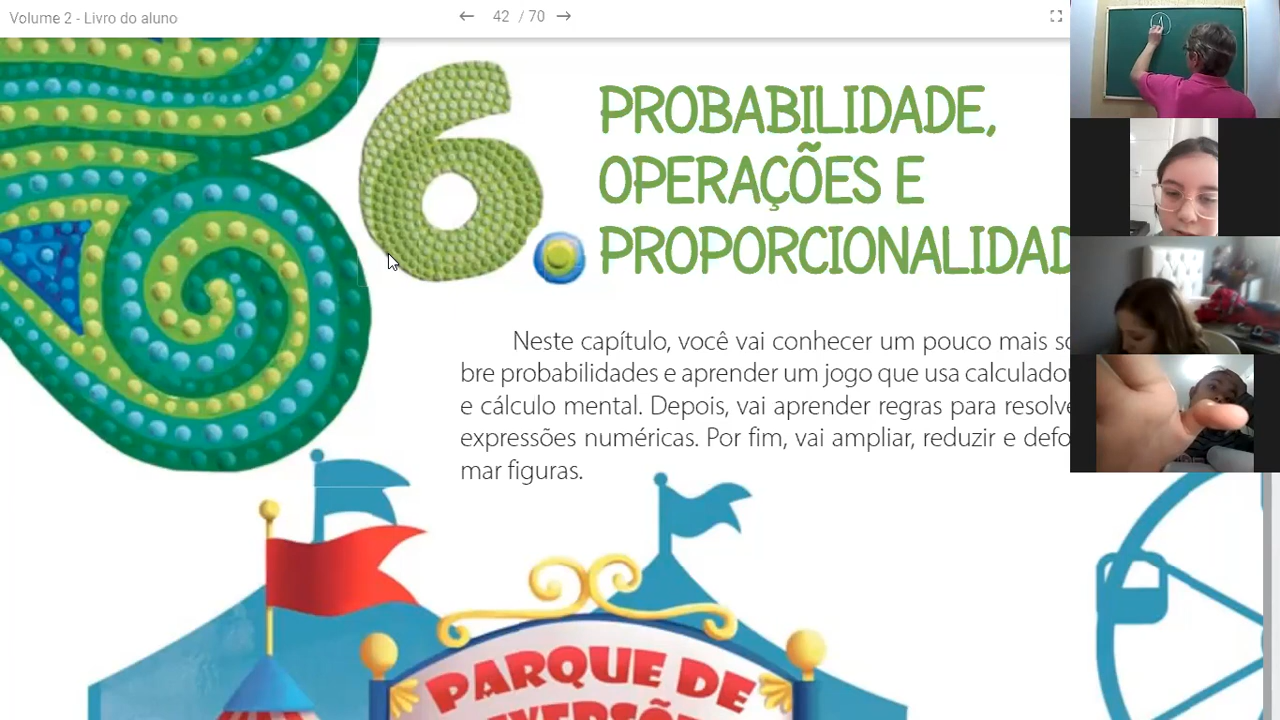 Volume 2 - Livro do aluno
42 / 70
6.
PROBABILIDADE,
OPERAÇÕES E
PROPORCIONALIDAD
Neste capítulo, você vai conhecer um pouco mais so
bre probabilidades e aprender um jogo que usa calculador
e cálculo mental. Depois, vai aprender regras para resolve
expressões numéricas. Por fim, vai ampliar, reduzir e defo
mar figuras.
PARQUE DE